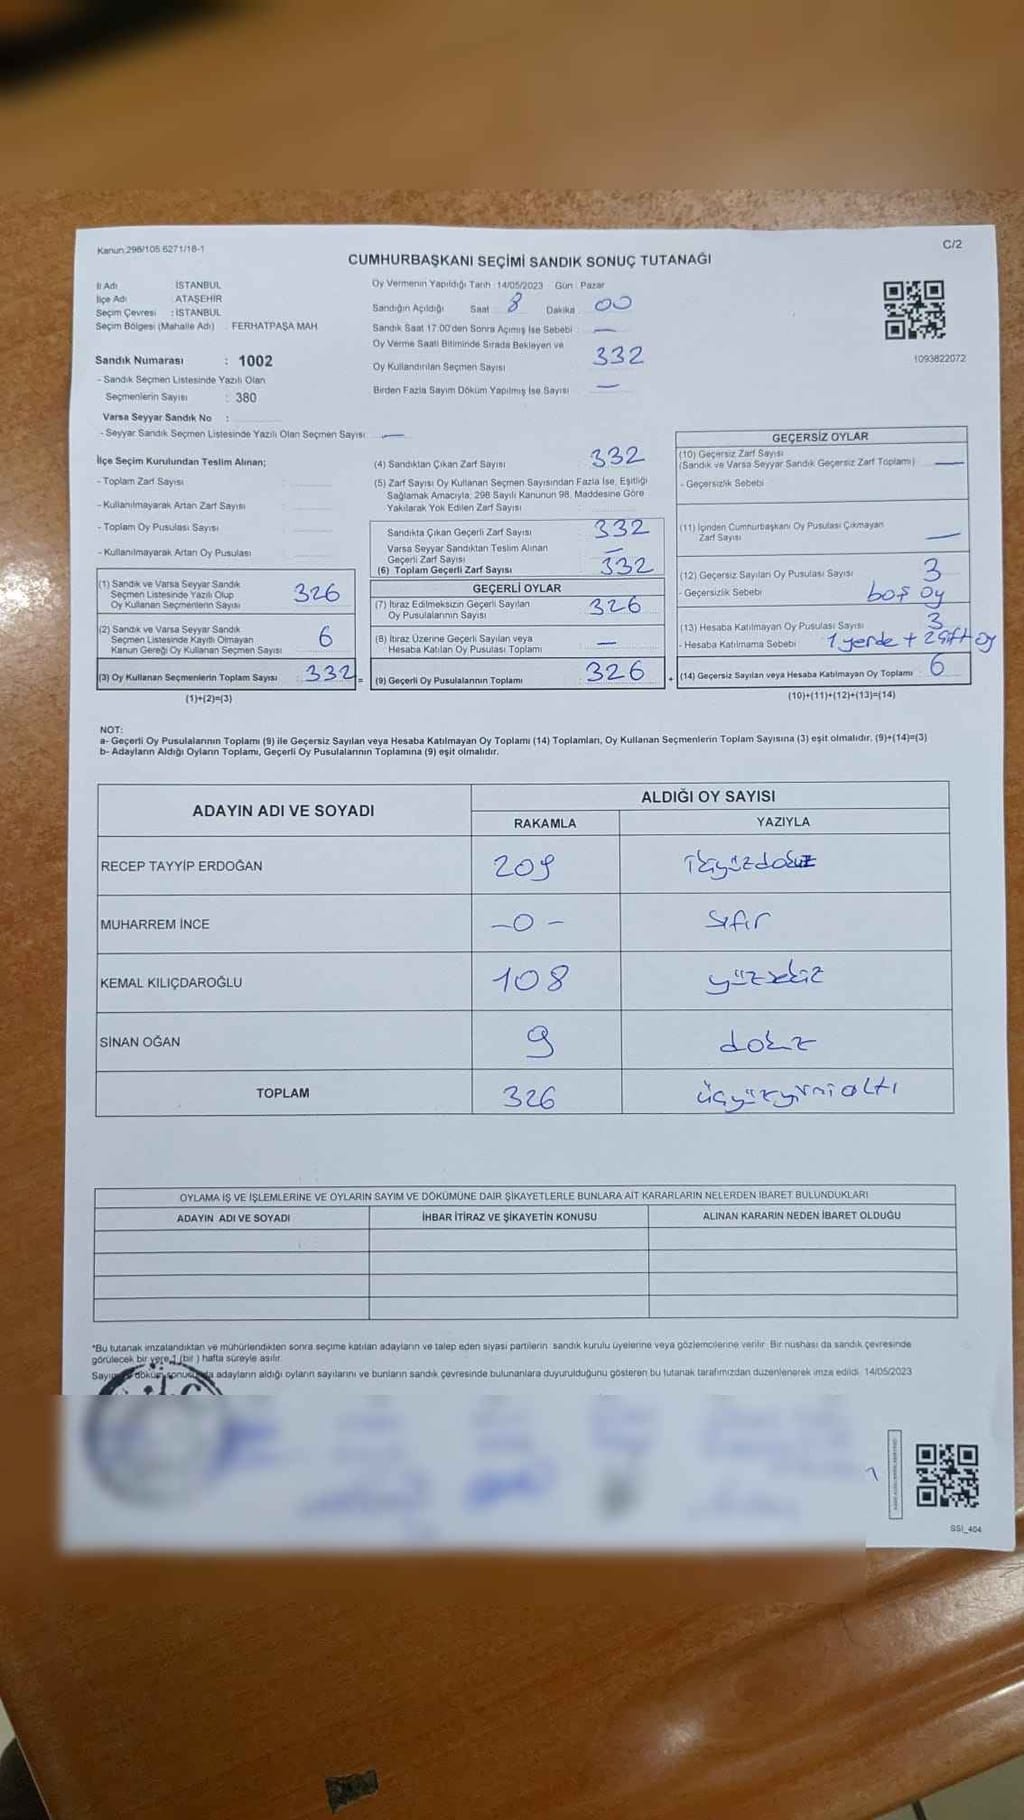 Kanun:298/105 6271/18-1
C/2
CUMHURBAŞKANI SEÇİMİ SANDIK SONUÇ TUTANAĞI
İl Adı : İSTANBUL
İlçe Adı : ATAŞEHİR
Seçim Çevresi : İSTANBUL
Seçim Bölgesi (Mahalle Adı) : FERHATPAŞA MAH
Sandık Numarası : 1002
- Sandık Seçmen Listesinde Yazılı Olan
Seçmenlerin Sayısı : 380
Varsa Seyyar Sandık No :
- Seyyar Sandık Seçmen Listesinde Yazılı Olan Seçmen Sayısı : —
Oy Vermenin Yapıldığı Tarih : 14/05/2023 Gün : Pazar
Sandığın Açıldığı Saat 8 Dakika 00
Sandık Saat 17:00'den Sonra Açımış İse Sebebi : —
Oy Verme Saati Bitiminde Sırada Bekleyen ve
Oy Kullandırılan Seçmen Sayısı 332
Birden Fazla Sayım Döküm Yapılmış İse Sayısı —
1093622072
İlçe Seçim Kurulundan Teslim Alınan;
- Toplam Zarf Sayısı
- Kullanılmayarak Artan Zarf Sayısı
- Toplam Oy Pusulası Sayısı
- Kullanılmayarak Artan Oy Pusulası
(1) Sandık ve Varsa Seyyar Sandık
Seçmen Listesinde Yazılı Olup
Oy Kullanan Seçmenlerin Sayısı 326
(2) Sandık ve Varsa Seyyar Sandık
Seçmen Listesinde Kayıtlı Olmayan
Kanun Gereği Oy Kullanan Seçmen Sayısı 6
(3) Oy Kullanan Seçmenlerin Toplam Sayısı 332 =
(1)+(2)=(3)
(4) Sandıktan Çıkan Zarf Sayısı 332
(5) Zarf Sayısı Oy Kullanan Seçmen Sayısından Fazla İse, Eşitliği
Sağlamak Amacıyla; 298 Sayılı Kanunun 98. Maddesine Göre
Yakılarak Yok Edilen Zarf Sayısı
Sandıkta Çıkan Geçerli Zarf Sayısı 332
Varsa Seyyar Sandıktan Teslim Alınan
Geçerli Zarf Sayısı —
(6) Toplam Geçerli Zarf Sayısı 332
GEÇERLİ OYLAR
(7) İtiraz Edilmeksizin Geçerli Sayılan
Oy Pusulalarının Sayısı 326
(8) İtiraz Üzerine Geçerli Sayılan veya
Hesaba Katılan Oy Pusulası Toplamı —
(9) Geçerli Oy Pusulalarının Toplamı 326 +
GEÇERSİZ OYLAR
(10) Geçersiz Zarf Sayısı
(Sandık ve Varsa Seyyar Sandık Geçersiz Zarf Toplamı) —
- Geçersizlik Sebebi
(11) İçinden Cumhurbaşkanı Oy Pusulası Çıkmayan
Zarf Sayısı —
(12) Geçersiz Sayılan Oy Pusulası Sayısı 3
- Geçersizlik Sebebi boş oy
(13) Hesaba Katılmayan Oy Pusulası Sayısı 3
- Hesaba Katılmama Sebebi 1 yerde + 2 çift oy
(14) Geçersiz Sayılan veya Hesaba Katılmayan Oy Toplamı 6
(10)+(11)+(12)+(13)=(14)
NOT:
a- Geçerli Oy Pusulalarının Toplamı (9) ile Geçersiz Sayılan veya Hesaba Katılmayan Oy Toplamı (14) Toplamları, Oy Kullanan Seçmenlerin Toplam Sayısına (3) eşit olmalıdır. (9)+(14)=(3)
b- Adayların Aldığı Oyların Toplamı, Geçerli Oy Pusulalarının Toplamına (9) eşit olmalıdır.
ADAYIN ADI VE SOYADI
ALDIĞI OY SAYISI
RAKAMLA YAZIYLA
RECEP TAYYİP ERDOĞAN 209 ikiyüzdokuz
MUHARREM İNCE -0- sıfır
KEMAL KILIÇDAROĞLU 108 yüzsekiz
SİNAN OĞAN 9 dokuz
TOPLAM 326 üçyüzyirmialtı
OYLAMA İŞ VE İŞLEMLERİNE VE OYLARIN SAYIM VE DÖKÜMÜNE DAİR ŞİKAYETLERLE BUNLARA AİT KARARLARIN NELERDEN İBARET BULUNDUKLARI
ADAYIN ADI VE SOYADI İHBAR İTİRAZ VE ŞİKAYETİN KONUSU ALINAN KARARIN NEDEN İBARET OLDUĞU
*Bu tutanak imzalandıktan ve mühürlendikten sonra seçime katılan adayların ve talep eden siyasi partilerin sandık kurulu üyelerine veya gözlemcilerine verilir. Bir nüshası da sandık çevresinde
görülecek bir yere 1 (bir ) hafta süreyle asılır.
döküm sonucunda adayların aldığı oyların sayılarını ve bunların sandık çevresinde bulunanlara duyurulduğunu gösteren bu tutanak tarafımızdan düzenlenerek imza edildi. 14/05/2023
SSI_404